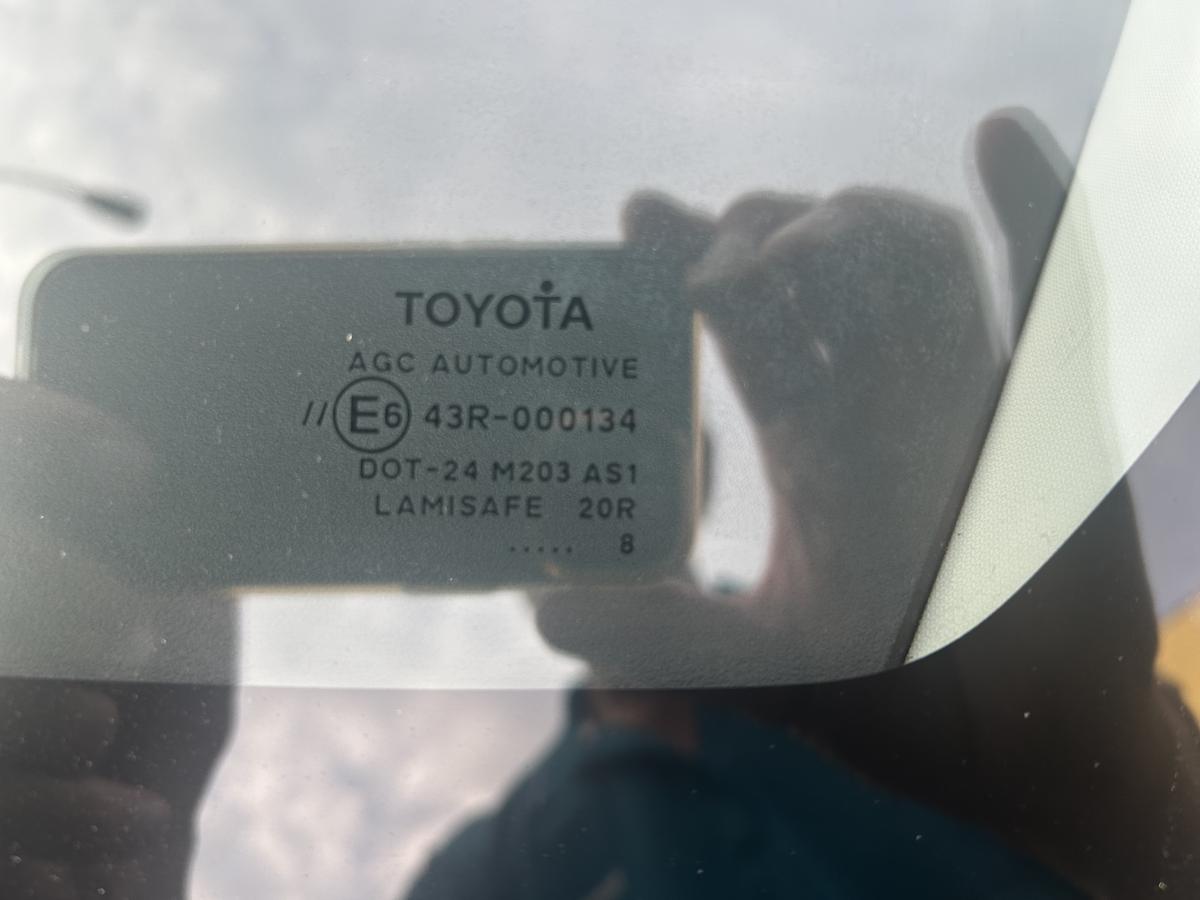 TOYOTA
AGC AUTOMOTIVE
// E6 43R-000134
DOT-24 M203 AS1
LAMISAFE 20R
..... 8